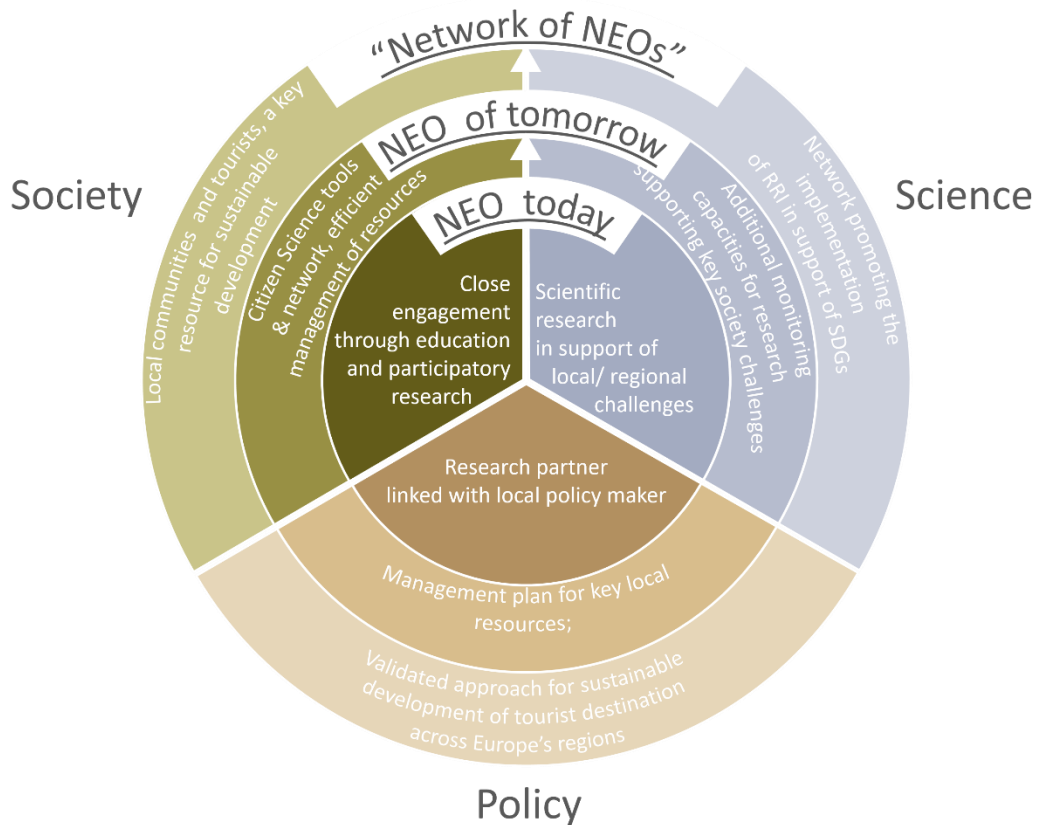 “Network of NEOs”
NEO of tomorrow
NEO today
Society
Science
Policy
Local communities and tourists, a key
resource for sustainable
development
Citizen Science tools
& network, efficient
management of resources
Close
engagement
through education
and participatory
research
Scientific
research
in support of
local/ regional
challenges
Additional monitoring
capacities for research
supporting key society challenges
Network promoting the
implementation
of RRI in support of SDGs
Research partner
linked with local policy maker
Management plan for key local
resources;
Validated approach for sustainable
development of tourist destination
across Europe’s regions